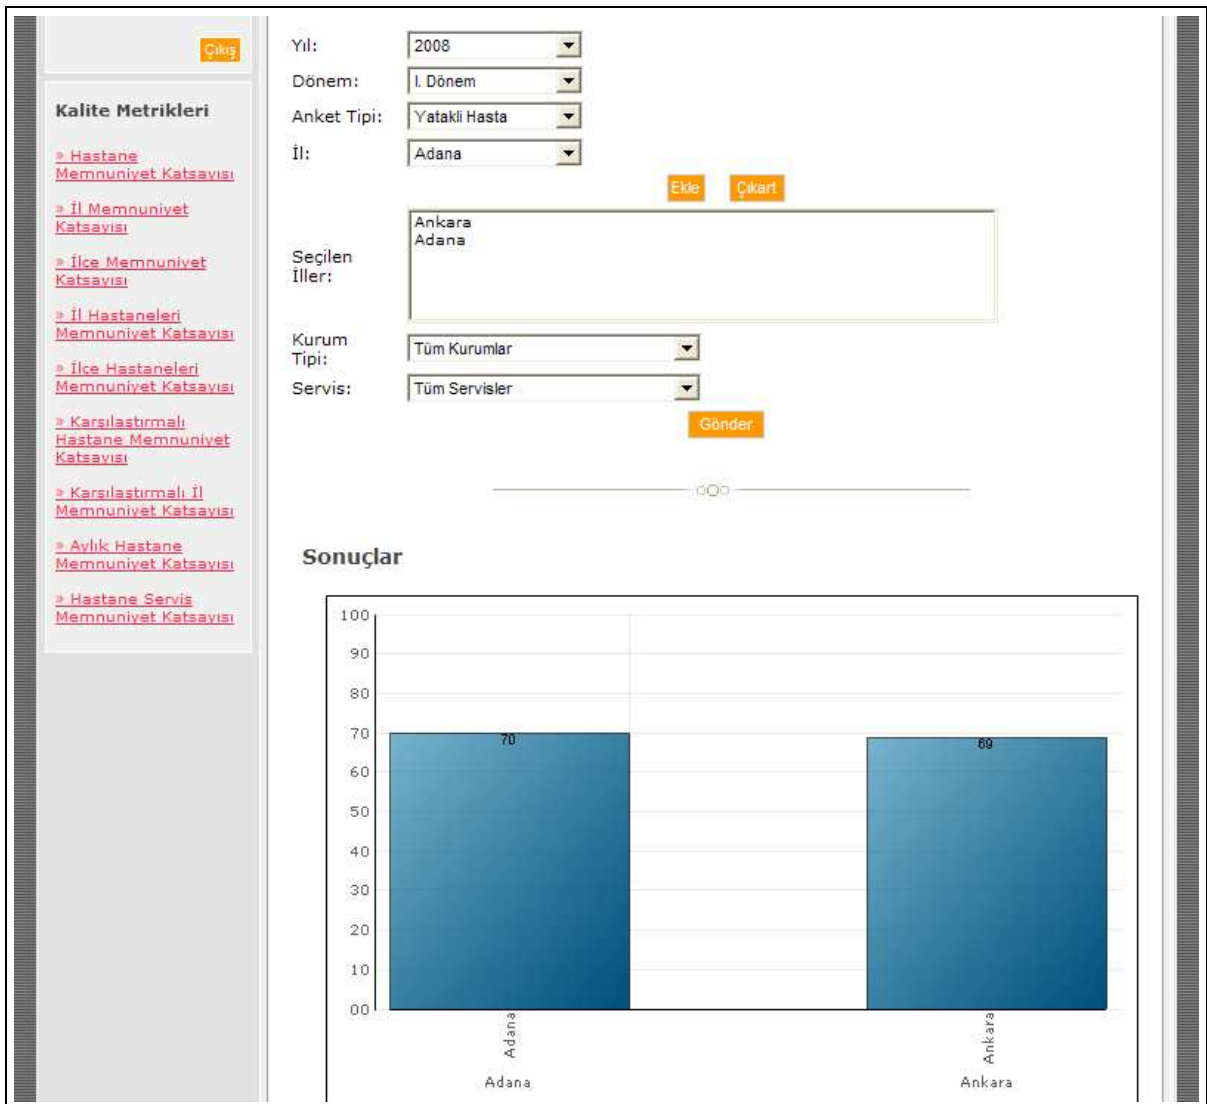 Çıkış
Kalite Metrikleri
» Hastane
Memnuniyet Katsayısı
» İl Memnuniyet
Katsayısı
» İlçe Memnuniyet
Katsayısı
» İl Hastaneleri
Memnuniyet Katsayısı
» İlçe Hastaneleri
Memnuniyet Katsayısı
» Karşılaştırmalı
Hastane Memnuniyet
Katsayısı
» Karşılaştırmalı İl
Memnuniyet Katsayısı
» Aylık Hastane
Memnuniyet Katsayısı
» Hastane Servis
Memnuniyet Katsayısı
Yıl: 2008
Dönem: I. Dönem
Anket Tipi: Yatakli Hasta
İl: Adana
Ekle Çıkart
Seçilen
İller:
Ankara
Adana
Kurum
Tipi:
Tüm Kurumlar
Servis: Tüm Servisler
Gönder
Sonuçlar
100
90
80
70
60
50
40
30
20
10
00
70
69
Adana
Ankara
Adana
Ankara